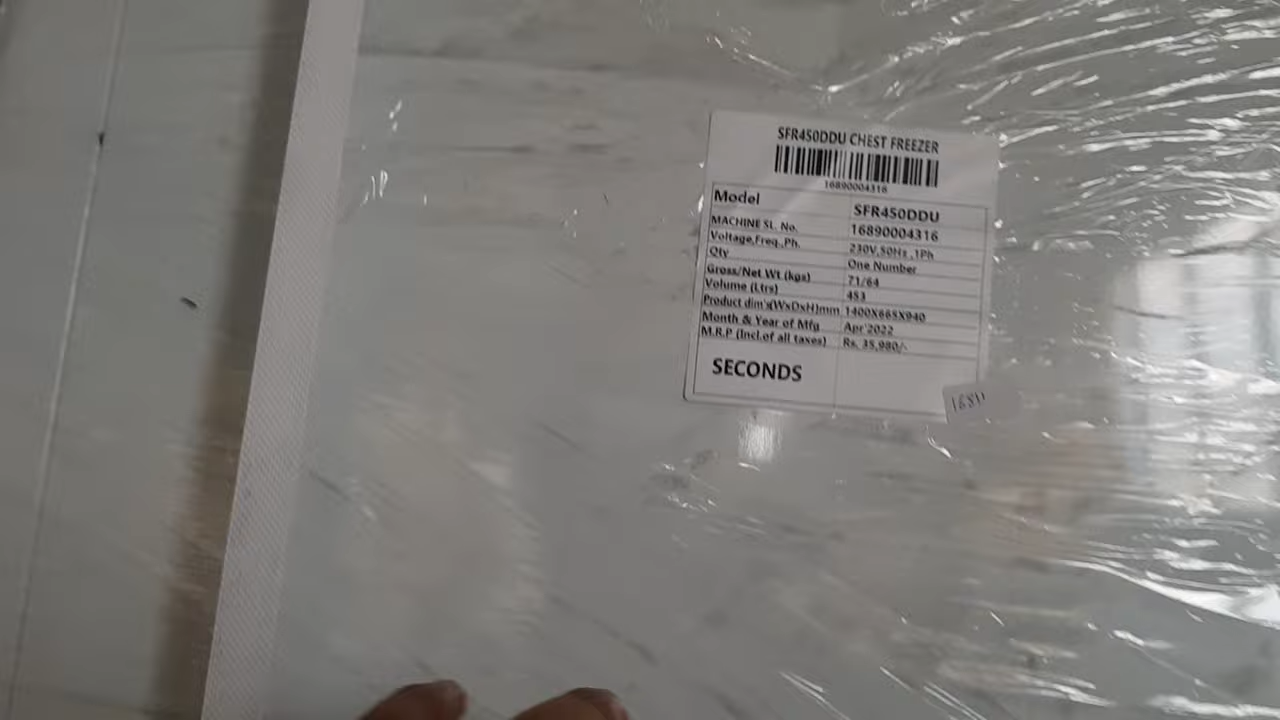 SFR450DDU CHEST FREEZER
16890004316
Model SFR450DDU
MACHINE SL. No. 16890004316
Voltage,Freq.,Ph. 230V,50Hz.,1Ph
Qty One Number
Gross/Net Wt (kgs) 71/64
Volume (Ltrs) 453
Product dim's(WxDxH)mm 1400X665X940
Month & Year of Mfg Apr'2022
M.R.P (Incl.of all taxes) Rs. 35,980/-
SECONDS